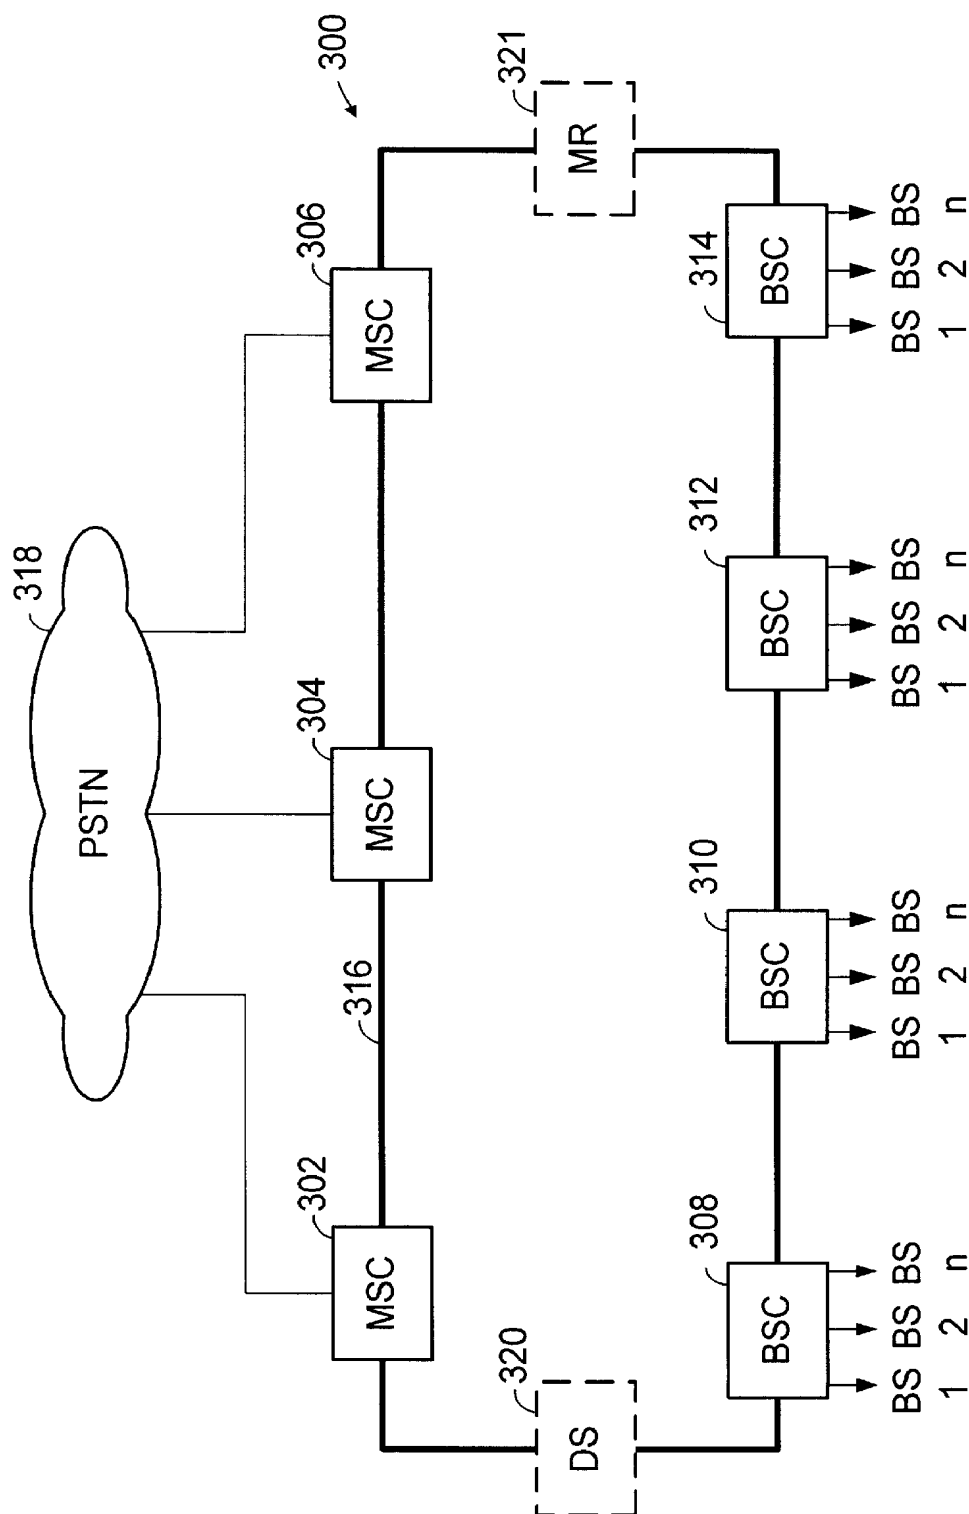 300
318
PSTN
302
304
306
MSC
MSC
MSC
316
320
321
DS
MR
308
310
312
314
BSC
BSC
BSC
BSC
BS BS BS
1 2 n
BS BS BS
1 2 n
BS BS BS
1 2 n
BS BS BS
1 2 n